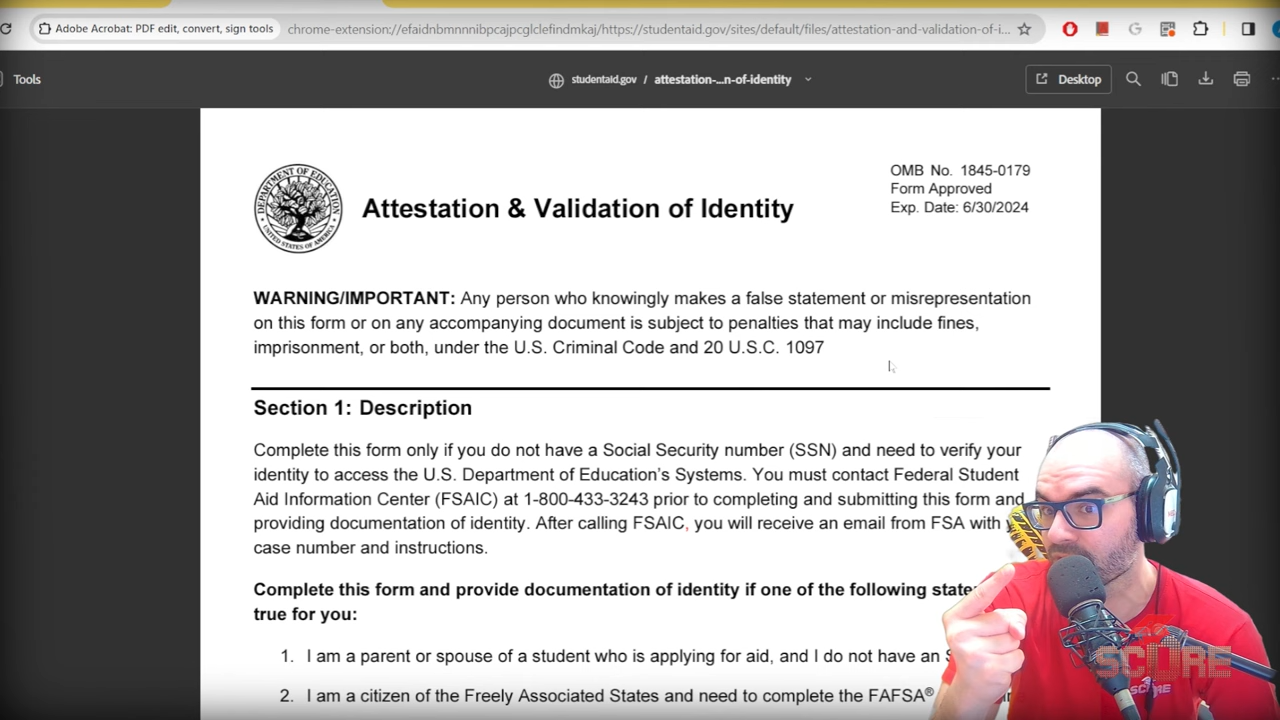 Adobe Acrobat: PDF edit, convert, sign tools
chrome-extension://efaidnbmnnnibpcajpcglclefindmkaj/https://studentaid.gov/sites/default/files/attestation-and-validation-of-i...
Tools
studentaid.gov / attestation-...n-of-identity
Desktop
DEPARTMENT OF EDUCATION
UNITED STATES OF AMERICA
Attestation & Validation of Identity
OMB No. 1845-0179
Form Approved
Exp. Date: 6/30/2024
WARNING/IMPORTANT: Any person who knowingly makes a false statement or misrepresentation
on this form or on any accompanying document is subject to penalties that may include fines,
imprisonment, or both, under the U.S. Criminal Code and 20 U.S.C. 1097
Section 1: Description
Complete this form only if you do not have a Social Security number (SSN) and need to verify your
identity to access the U.S. Department of Education's Systems. You must contact Federal Student
Aid Information Center (FSAIC) at 1-800-433-3243 prior to completing and submitting this form and
providing documentation of identity. After calling FSAIC, you will receive an email from FSA with
case number and instructions.
Complete this form and provide documentation of identity if one of the following
true for you:
1. I am a parent or spouse of a student who is applying for aid, and I do not have an
2. I am a citizen of the Freely Associated States and need to complete the FAFSA®
SCORE